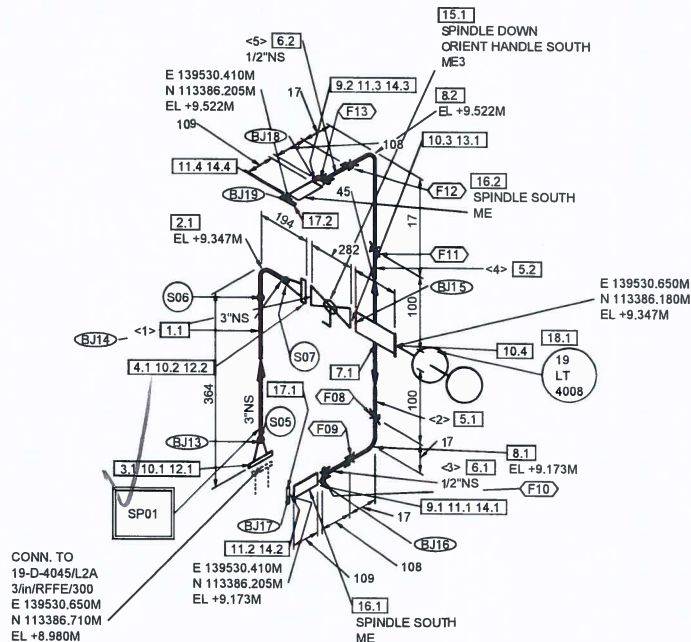 15.1
SPINDLE DOWN
ORIENT HANDLE SOUTH
ME3
<5> 6.2
1/2"NS
E 139530.410M
N 113386.205M
EL +9.522M
17
9.2 11.3 14.3
F13
8.2
EL +9.522M
109
BJ18
108
10.3 13.1
11.4 14.4
F12
16.2
SPINDLE SOUTH
ME
BJ19
45
17.2
17
2.1
EL +9.347M
194
282
F11
<4> 5.2
S06
BJ15
E 139530.650M
N 113386.180M
EL +9.347M
100
BJ14
<1> 1.1
3"NS
S07
10.4
18.1
19
LT
4008
4.1 10.2 12.2
7.1
364
17.1
F08
100
3"NS
S05
F09
<2> 5.1
BJ13
17
8.1
EL +9.173M
3.1 10.1 12.1
<3> 6.1
1/2"NS
F10
SP01
9.1 11.1 14.1
BJ17
17
BJ16
11.2 14.2
108
E 139530.410M
N 113386.205M
EL +9.173M
109
CONN. TO
19-D-4045/L2A
3/in/RFFE/300
E 139530.650M
N 113386.710M
EL +8.980M
16.1
SPINDLE SOUTH
ME